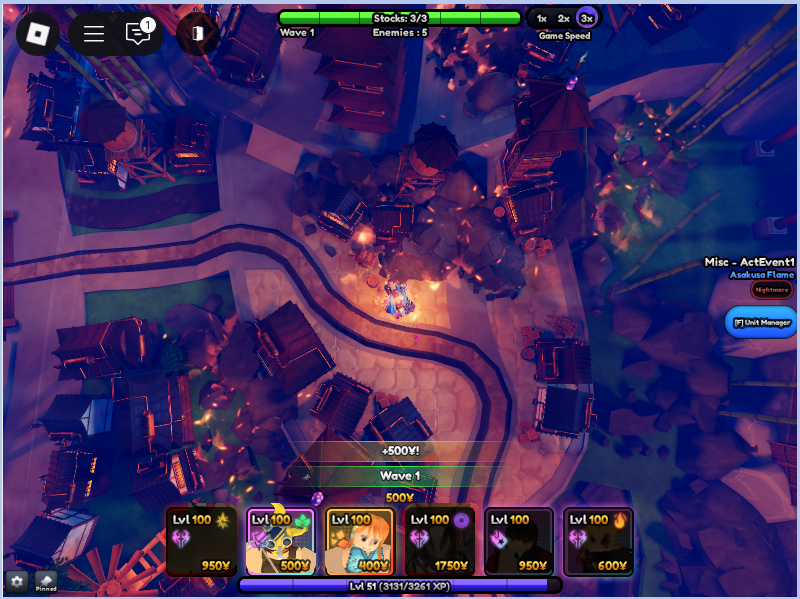 1
Stocks: 3/3
1x 2x 3x
Wave 1
Enemies : 5
Game Speed
Misc - ActEvent1
Asakusa Flame
Nightmare
[F] Unit Manager
+500¥!
Wave 1
500¥
Lvl 100
Lvl 100
Lvl 100
Lvl 100
Lvl 100
Lvl 100
950¥
500¥
400¥
1750¥
950¥
600¥
Lvl 51 (3131/3261 XP)
Pinned